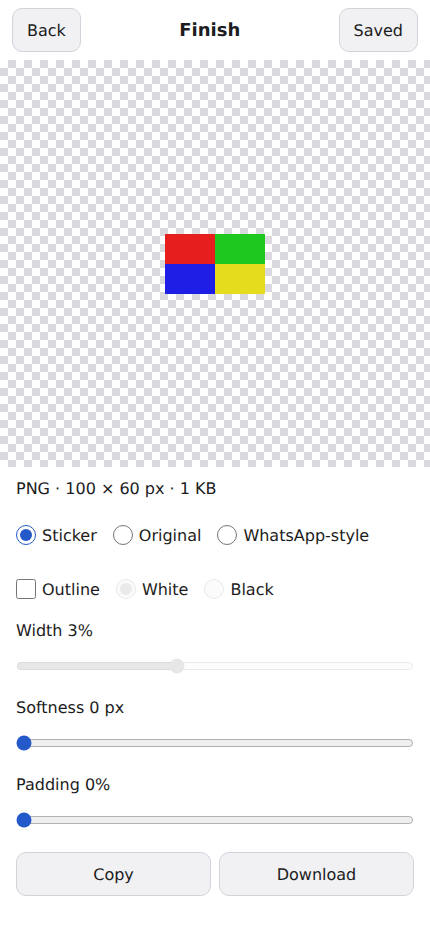 Back
Finish
Saved
PNG · 100 × 60 px · 1 KB
Sticker Original WhatsApp-style
Outline White Black
Width 3%
Softness 0 px
Padding 0%
Copy
Download